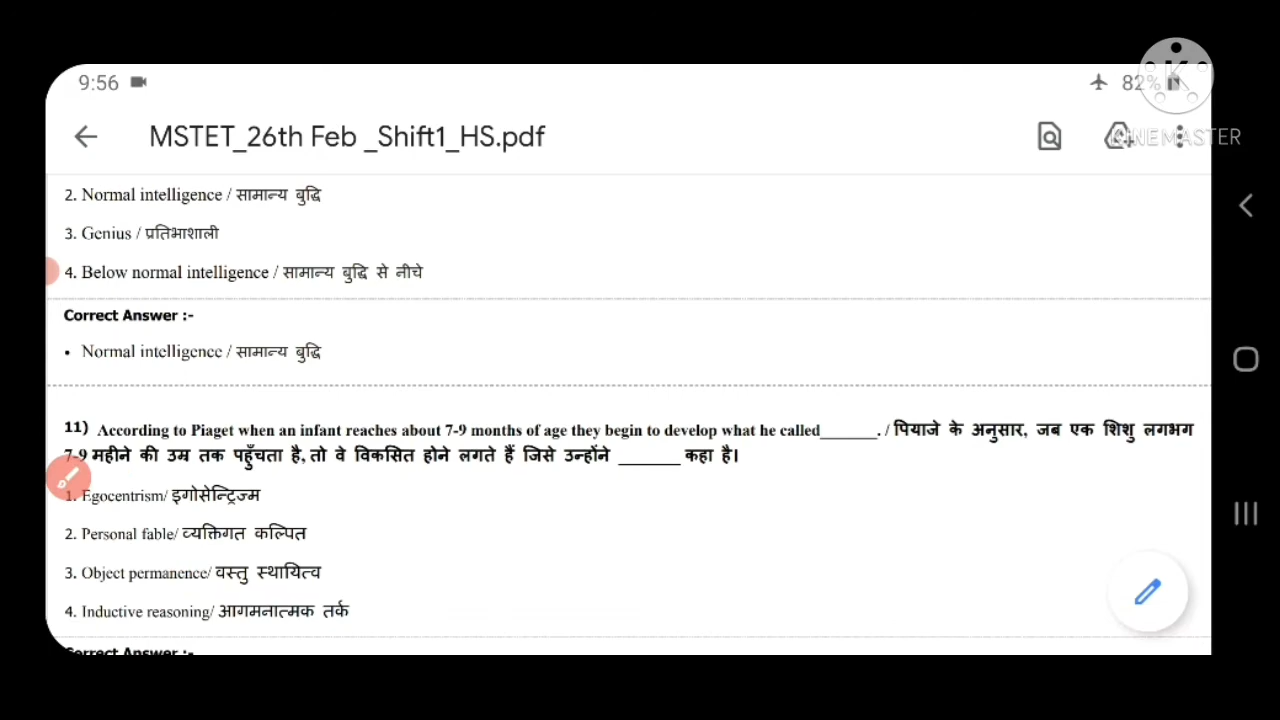 9:56 82%
MSTET_26th Feb _Shift1_HS.pdf
KINEMASTER
2. Normal intelligence / सामान्य बुद्धि
3. Genius / प्रतिभाशाली
4. Below normal intelligence / सामान्य बुद्धि से नीचे
Correct Answer :-
• Normal intelligence / सामान्य बुद्धि
11) According to Piaget when an infant reaches about 7-9 months of age they begin to develop what he called______. / पियाजे के अनुसार, जब एक शिशु लगभग
7-9 महीने की उम्र तक पहुँचता है, तो वे विकसित होने लगते हैं जिसे उन्होंने ______ कहा है।
1. Egocentrism/ इगोसेन्ट्रिज्म
2. Personal fable/ व्यक्तिगत कल्पित
3. Object permanence/ वस्तु स्थायित्व
4. Inductive reasoning/ आगमनात्मक तर्क
Correct Answer :-